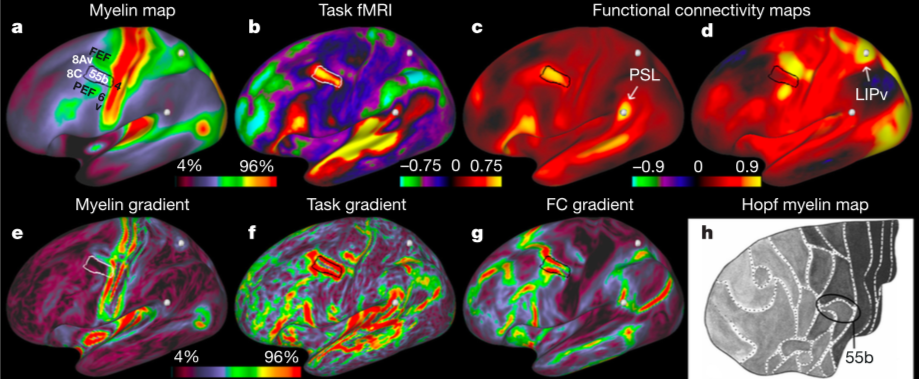 Myelin map
Task fMRI
Functional connectivity maps
a
b
c
d
FEF
8Av
8C
55b
4
PEF
6
v
PSL
LIPv
4%
96%
−0.75
0
0.75
−0.9
0
0.9
Myelin gradient
Task gradient
FC gradient
Hopf myelin map
e
f
g
h
4%
96%
55b